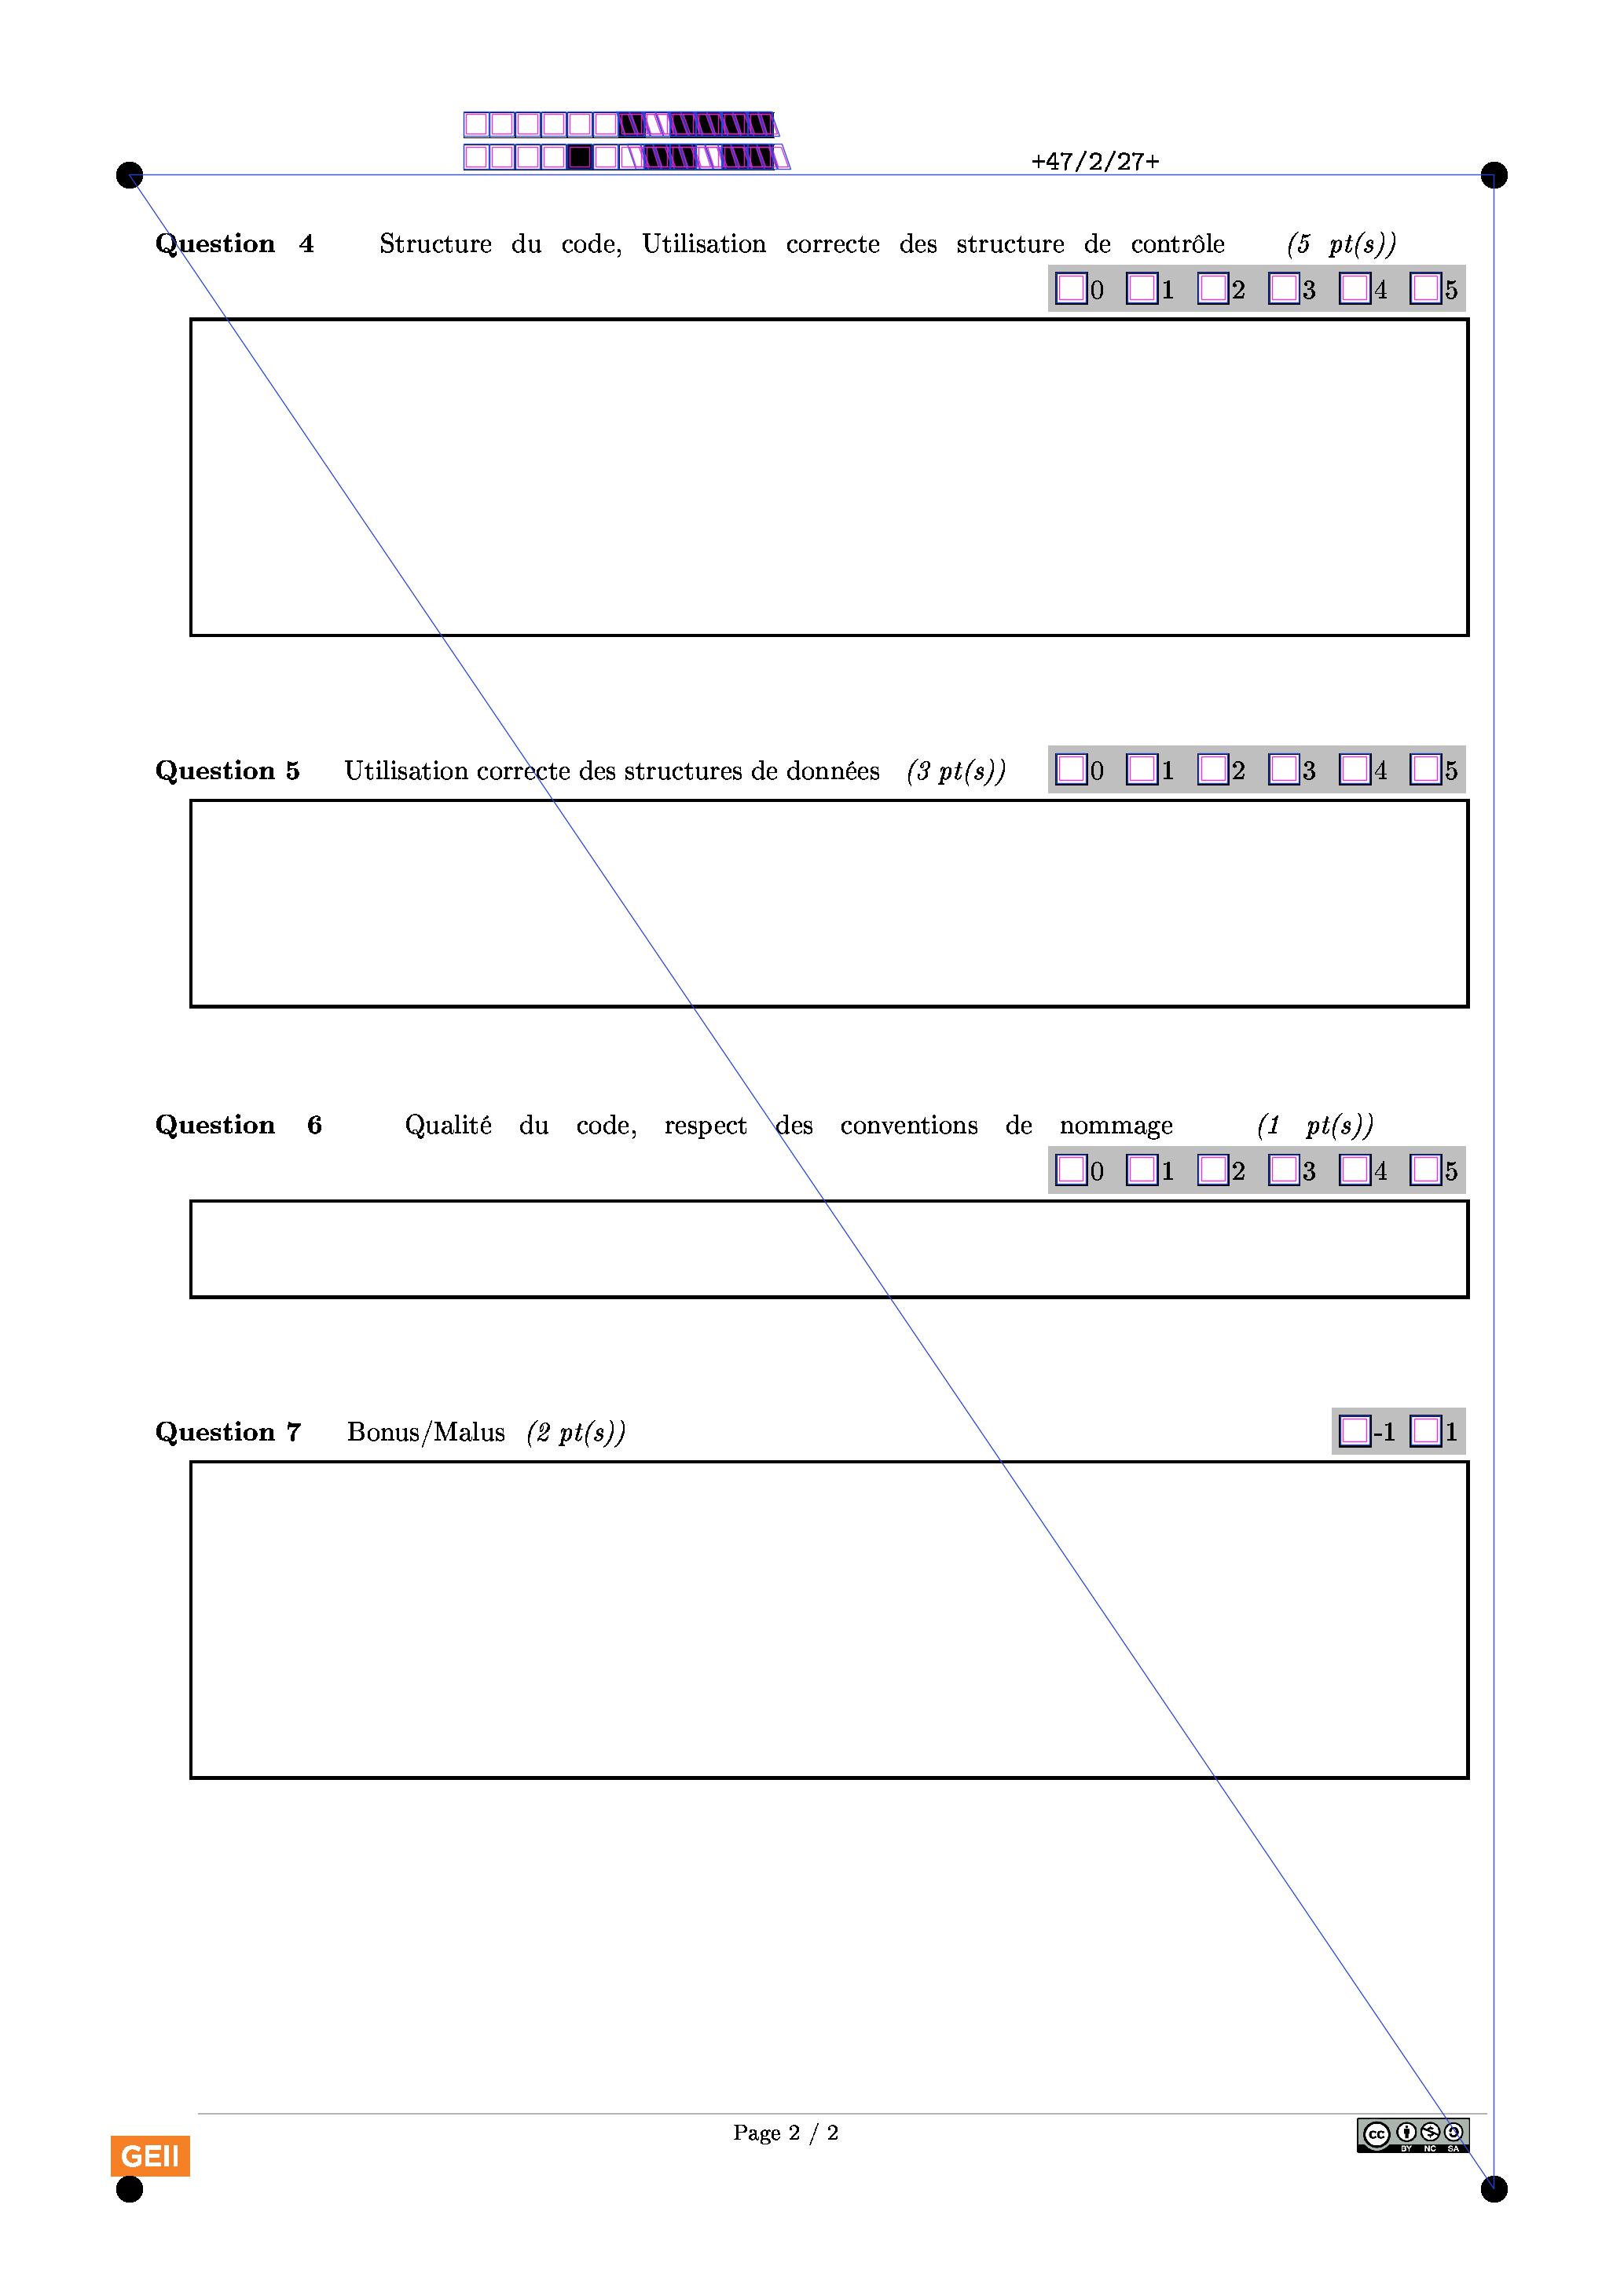 +47/2/27+
Question 4 Structure du code, Utilisation correcte des structure de contrôle (5 pt(s))
0 1 2 3 4 5
Question 5 Utilisation correcte des structures de données (3 pt(s)) 0 1 2 3 4 5
Question 6 Qualité du code, respect des conventions de nommage (1 pt(s))
0 1 2 3 4 5
Question 7 Bonus/Malus (2 pt(s)) -1 1
Page 2 / 2
cc BY NC SA
GEII